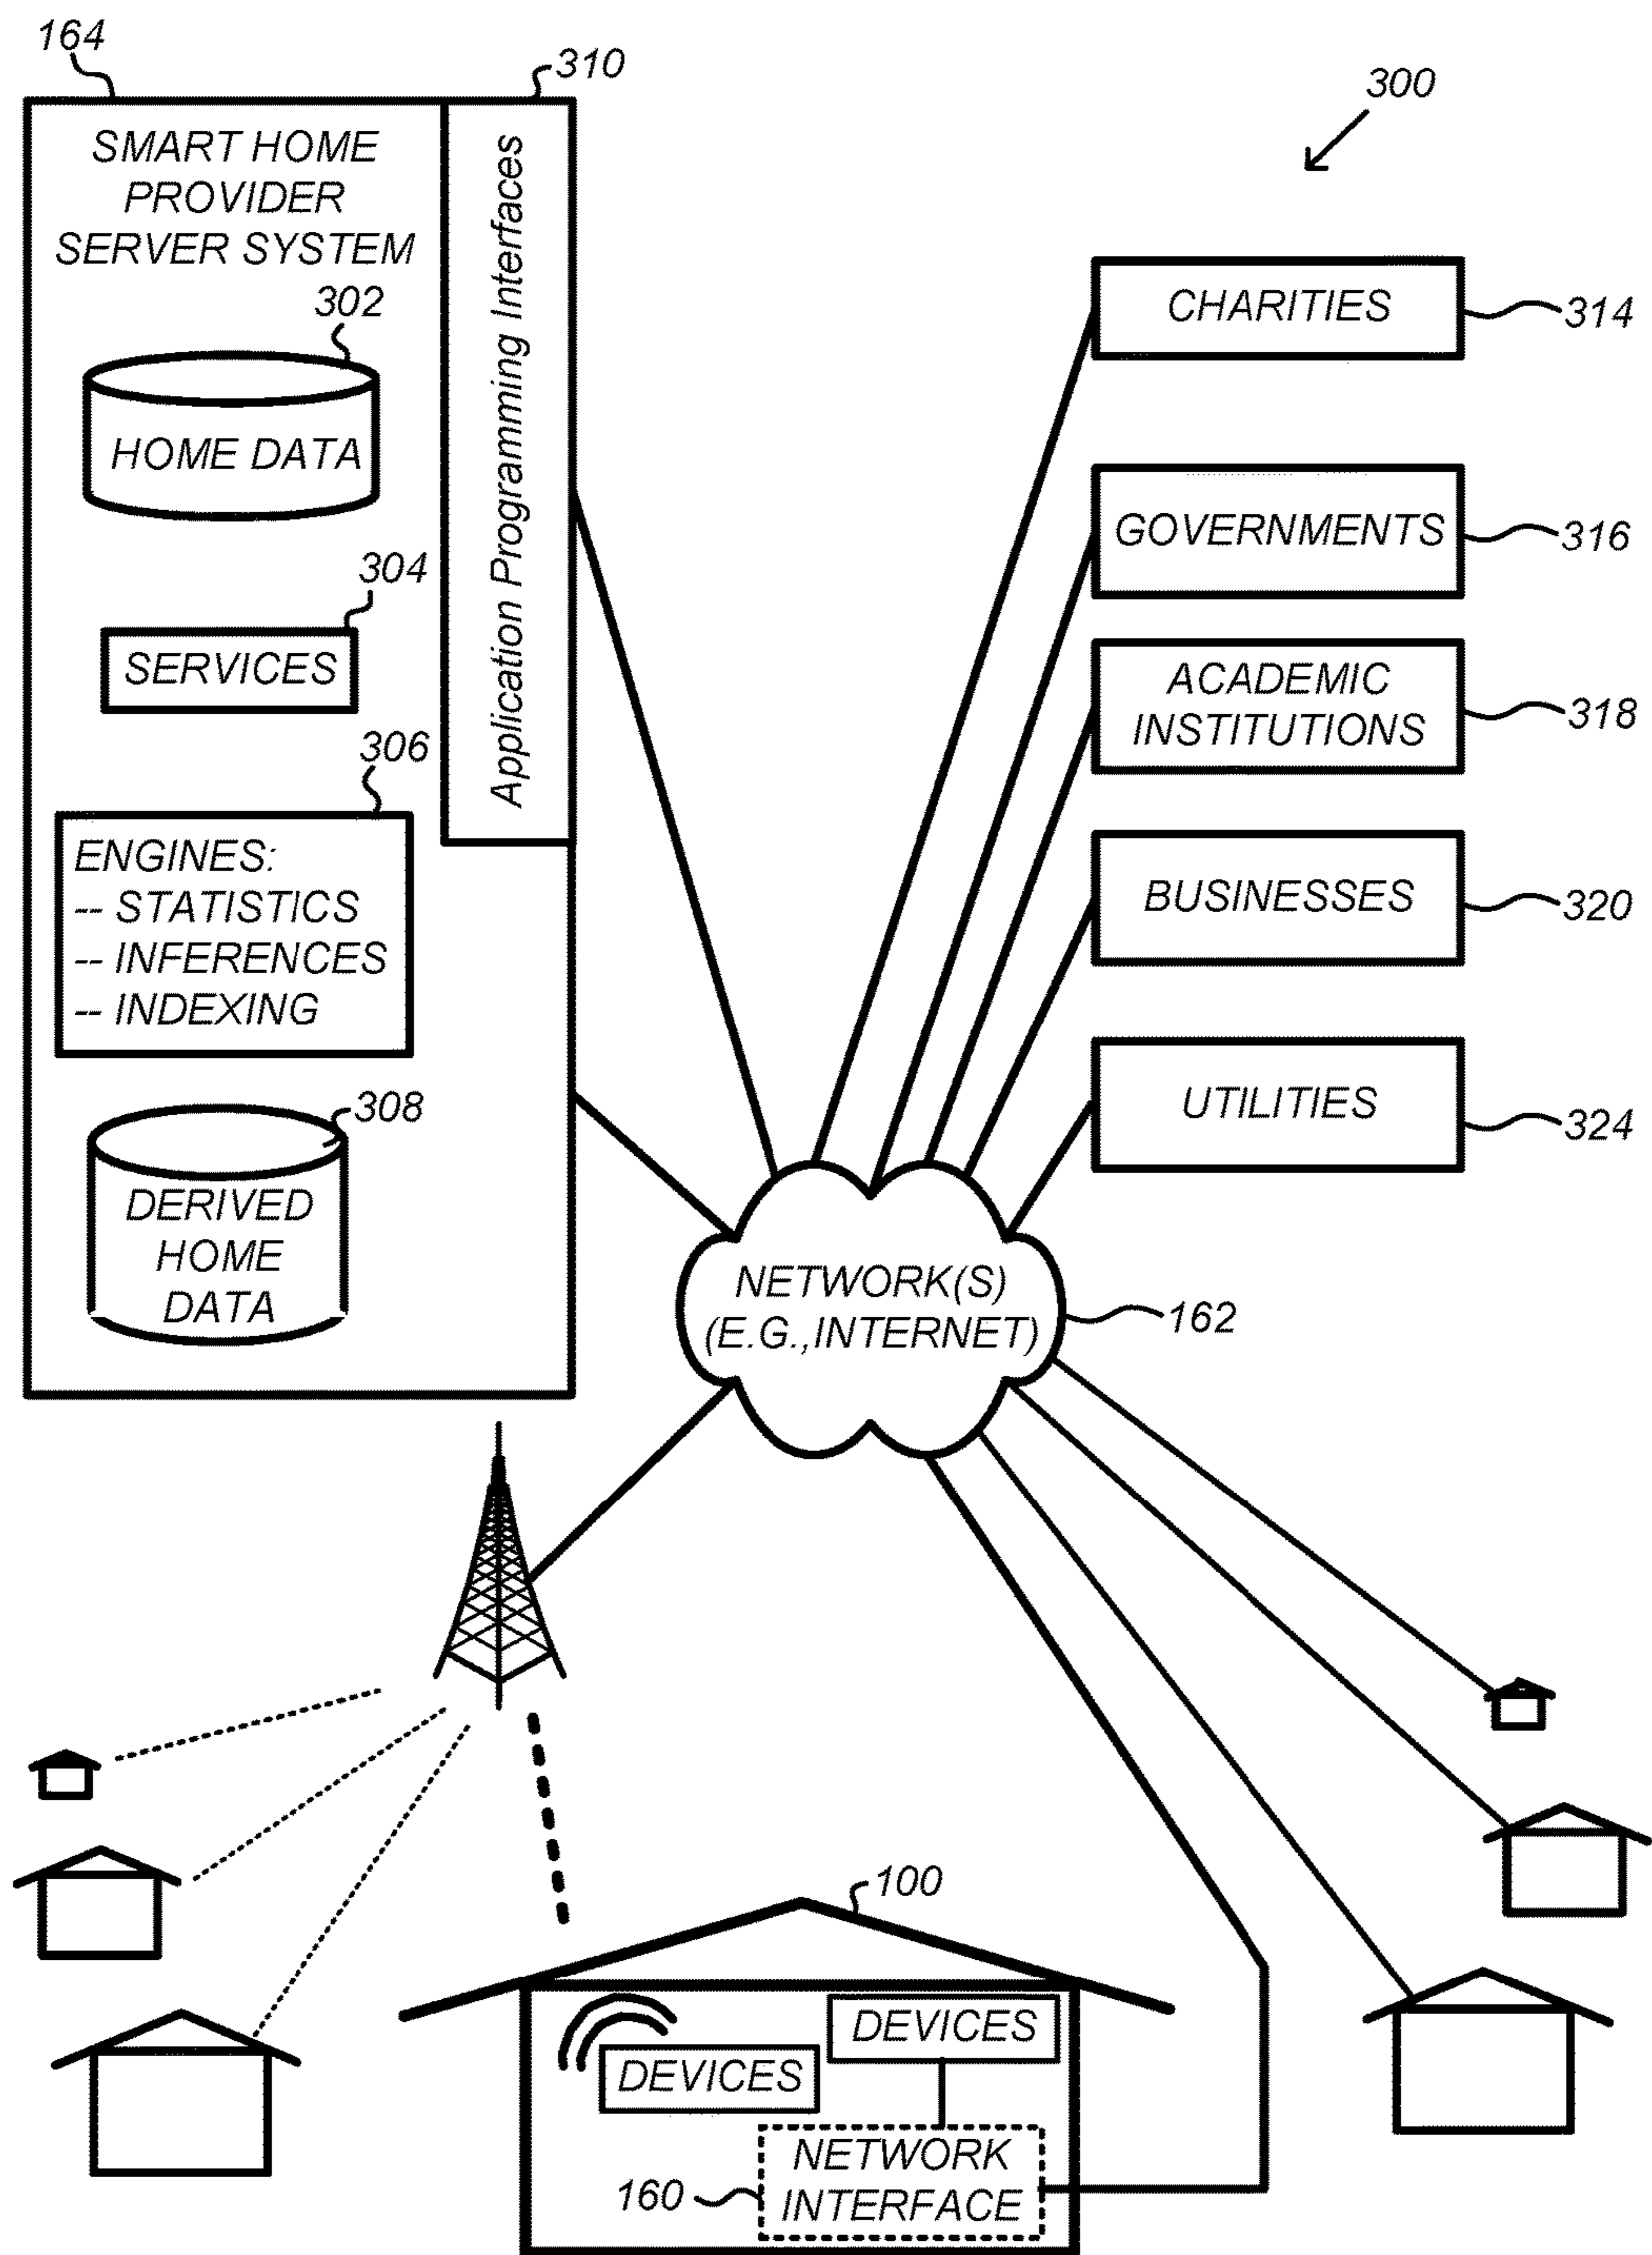 164
310
300
SMART HOME
PROVIDER
SERVER SYSTEM
Application Programming Interfaces
302
HOME DATA
304
SERVICES
306
ENGINES:
-- STATISTICS
-- INFERENCES
-- INDEXING
308
DERIVED
HOME
DATA
CHARITIES
314
GOVERNMENTS
316
ACADEMIC
INSTITUTIONS
318
BUSINESSES
320
UTILITIES
324
NETWORK(S)
(E.G.,INTERNET)
162
100
DEVICES
DEVICES
NETWORK
INTERFACE
160